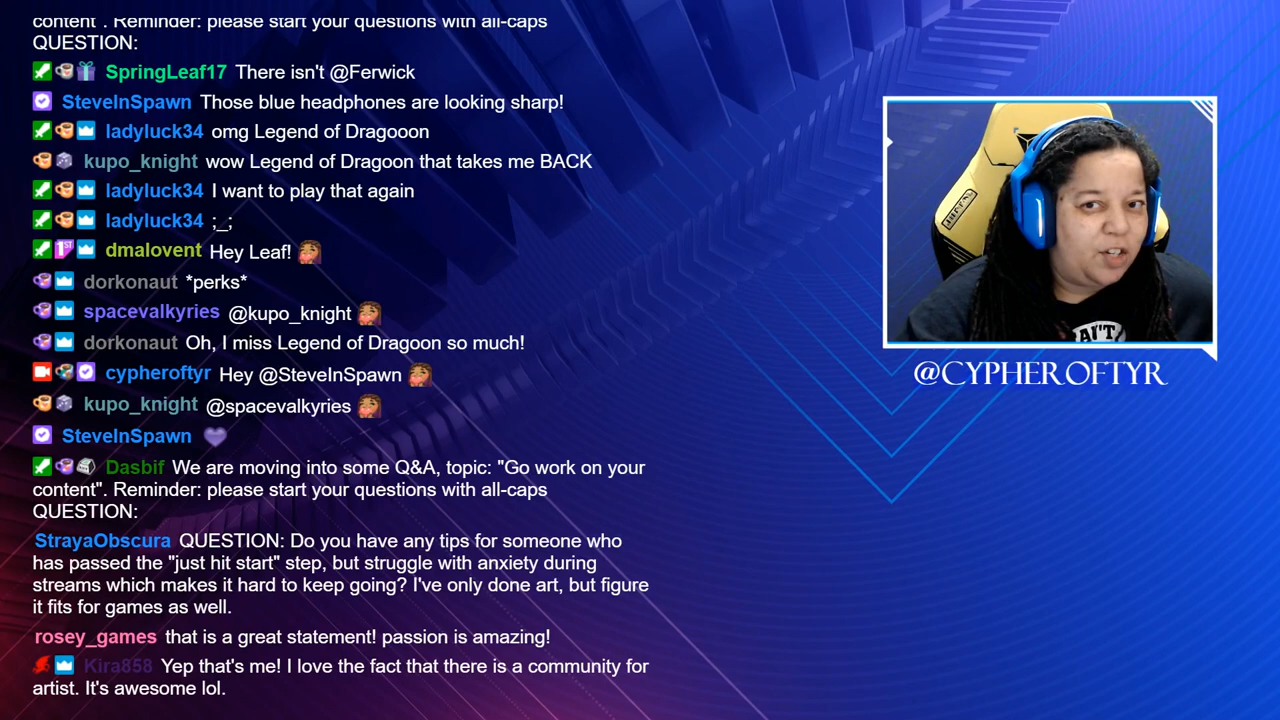 content". Reminder: please start your questions with all-caps
QUESTION:
SpringLeaf17 There isn't @Ferwick
SteveInSpawn Those blue headphones are looking sharp!
ladyluck34 omg Legend of Dragooon
kupo_knight wow Legend of Dragoon that takes me BACK
ladyluck34 I want to play that again
ladyluck34 ;_;
dmalovent Hey Leaf!
dorkonaut *perks*
spacevalkyries @kupo_knight
dorkonaut Oh, I miss Legend of Dragoon so much!
cypheroftyr Hey @SteveInSpawn
kupo_knight @spacevalkyries
SteveInSpawn
Dasbif We are moving into some Q&A, topic: "Go work on your
content". Reminder: please start your questions with all-caps
QUESTION:
StrayaObscura QUESTION: Do you have any tips for someone who
has passed the "just hit start" step, but struggle with anxiety during
streams which makes it hard to keep going? I've only done art, but figure
it fits for games as well.
rosey_games that is a great statement! passion is amazing!
Kira858 Yep that's me! I love the fact that there is a community for
artist. It's awesome lol.
@CYPHEROFTYR